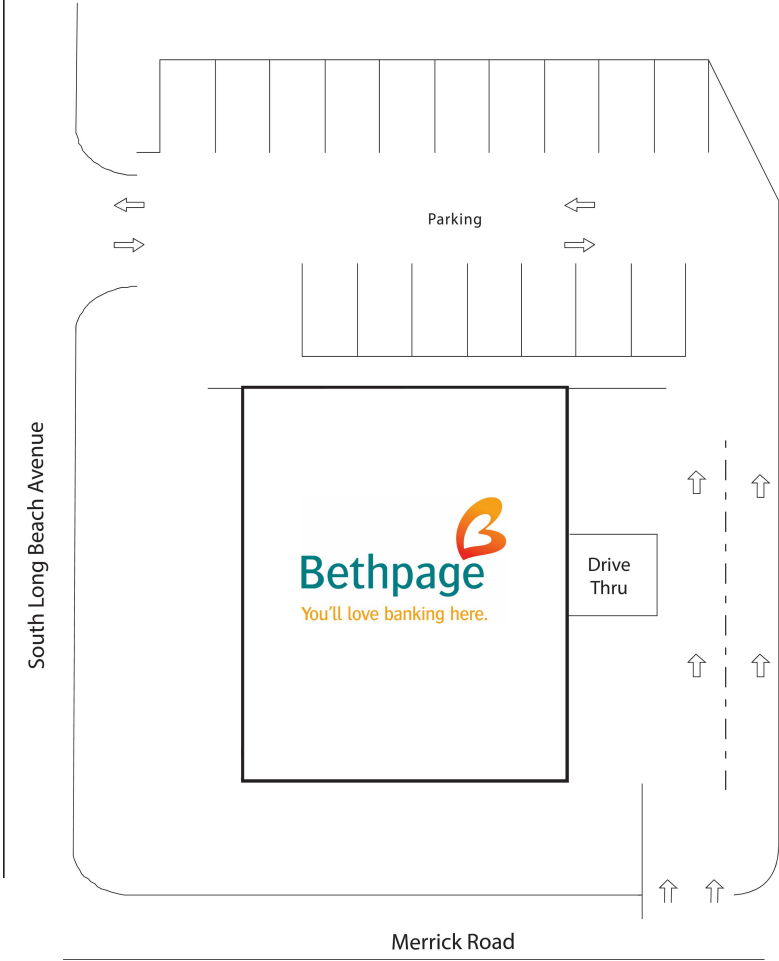 Parking
South Long Beach Avenue
Bethpage
You'll love banking here.
Drive
Thru
Merrick Road